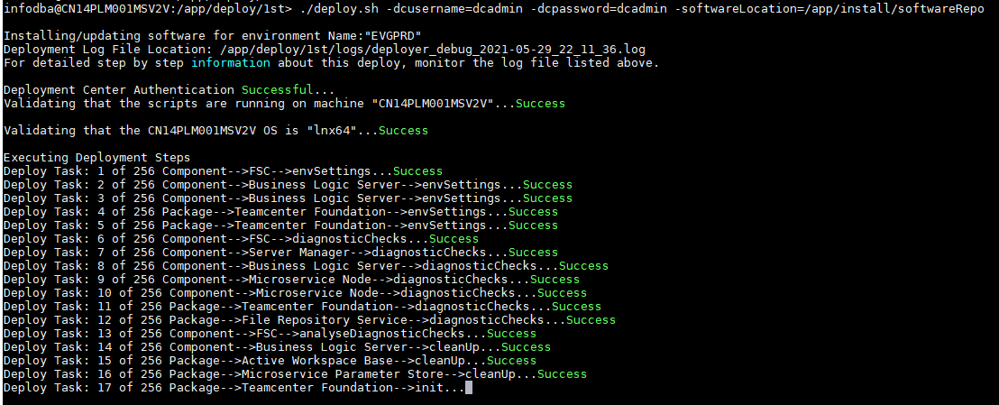 infodba@CN14PLM001MSV2V:/app/deploy/1st> ./deploy.sh -dcusername=dcadmin -dcpassword=dcadmin -softwareLocation=/app/install/softwareRepo
Installing/updating software for environment Name:"EVGPRD"
Deployment Log File Location: /app/deploy/1st/logs/deployer_debug_2021-05-29_22_11_36.log
For detailed step by step information about this deploy, monitor the log file listed above.
Deployment Center Authentication Successful...
Validating that the scripts are running on machine "CN14PLM001MSV2V"...Success
Validating that the CN14PLM001MSV2V OS is "lnx64"...Success
Executing Deployment Steps
Deploy Task: 1 of 256 Component-->FSC-->envSettings...Success
Deploy Task: 2 of 256 Component-->Business Logic Server-->envSettings...Success
Deploy Task: 3 of 256 Component-->Business Logic Server-->envSettings...Success
Deploy Task: 4 of 256 Package-->Teamcenter Foundation-->envSettings...Success
Deploy Task: 5 of 256 Package-->Teamcenter Foundation-->envSettings...Success
Deploy Task: 6 of 256 Component-->FSC-->diagnosticChecks...Success
Deploy Task: 7 of 256 Component-->Server Manager-->diagnosticChecks...Success
Deploy Task: 8 of 256 Component-->Business Logic Server-->diagnosticChecks...Success
Deploy Task: 9 of 256 Component-->Microservice Node-->diagnosticChecks...Success
Deploy Task: 10 of 256 Component-->Microservice Node-->diagnosticChecks...Success
Deploy Task: 11 of 256 Package-->Teamcenter Foundation-->diagnosticChecks...Success
Deploy Task: 12 of 256 Package-->File Repository Service-->diagnosticChecks...Success
Deploy Task: 13 of 256 Component-->FSC-->analyseDiagnosticChecks...Success
Deploy Task: 14 of 256 Component-->Business Logic Server-->cleanUp...Success
Deploy Task: 15 of 256 Package-->Active Workspace Base-->cleanUp...Success
Deploy Task: 16 of 256 Package-->Microservice Parameter Store-->cleanUp...Success
Deploy Task: 17 of 256 Package-->Teamcenter Foundation-->init...